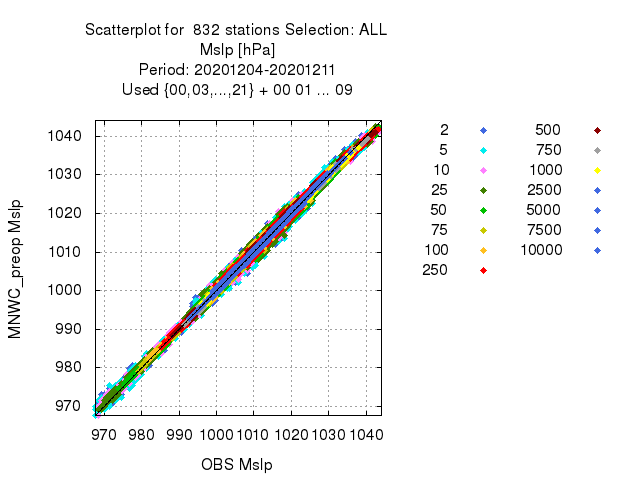 Scatterplot for  832 stations Selection: ALL
Mslp [hPa]
Period: 20201204-20201211
Used {00,03,...,21} + 00 01 ... 09
MNWC_preop Mslp
1040
1030
1020
1010
1000
990
980
970
970 980 990 1000 1010 1020 1030 1040
OBS Mslp
2 500
5 750
10 1000
25 2500
50 5000
75 7500
100 10000
250